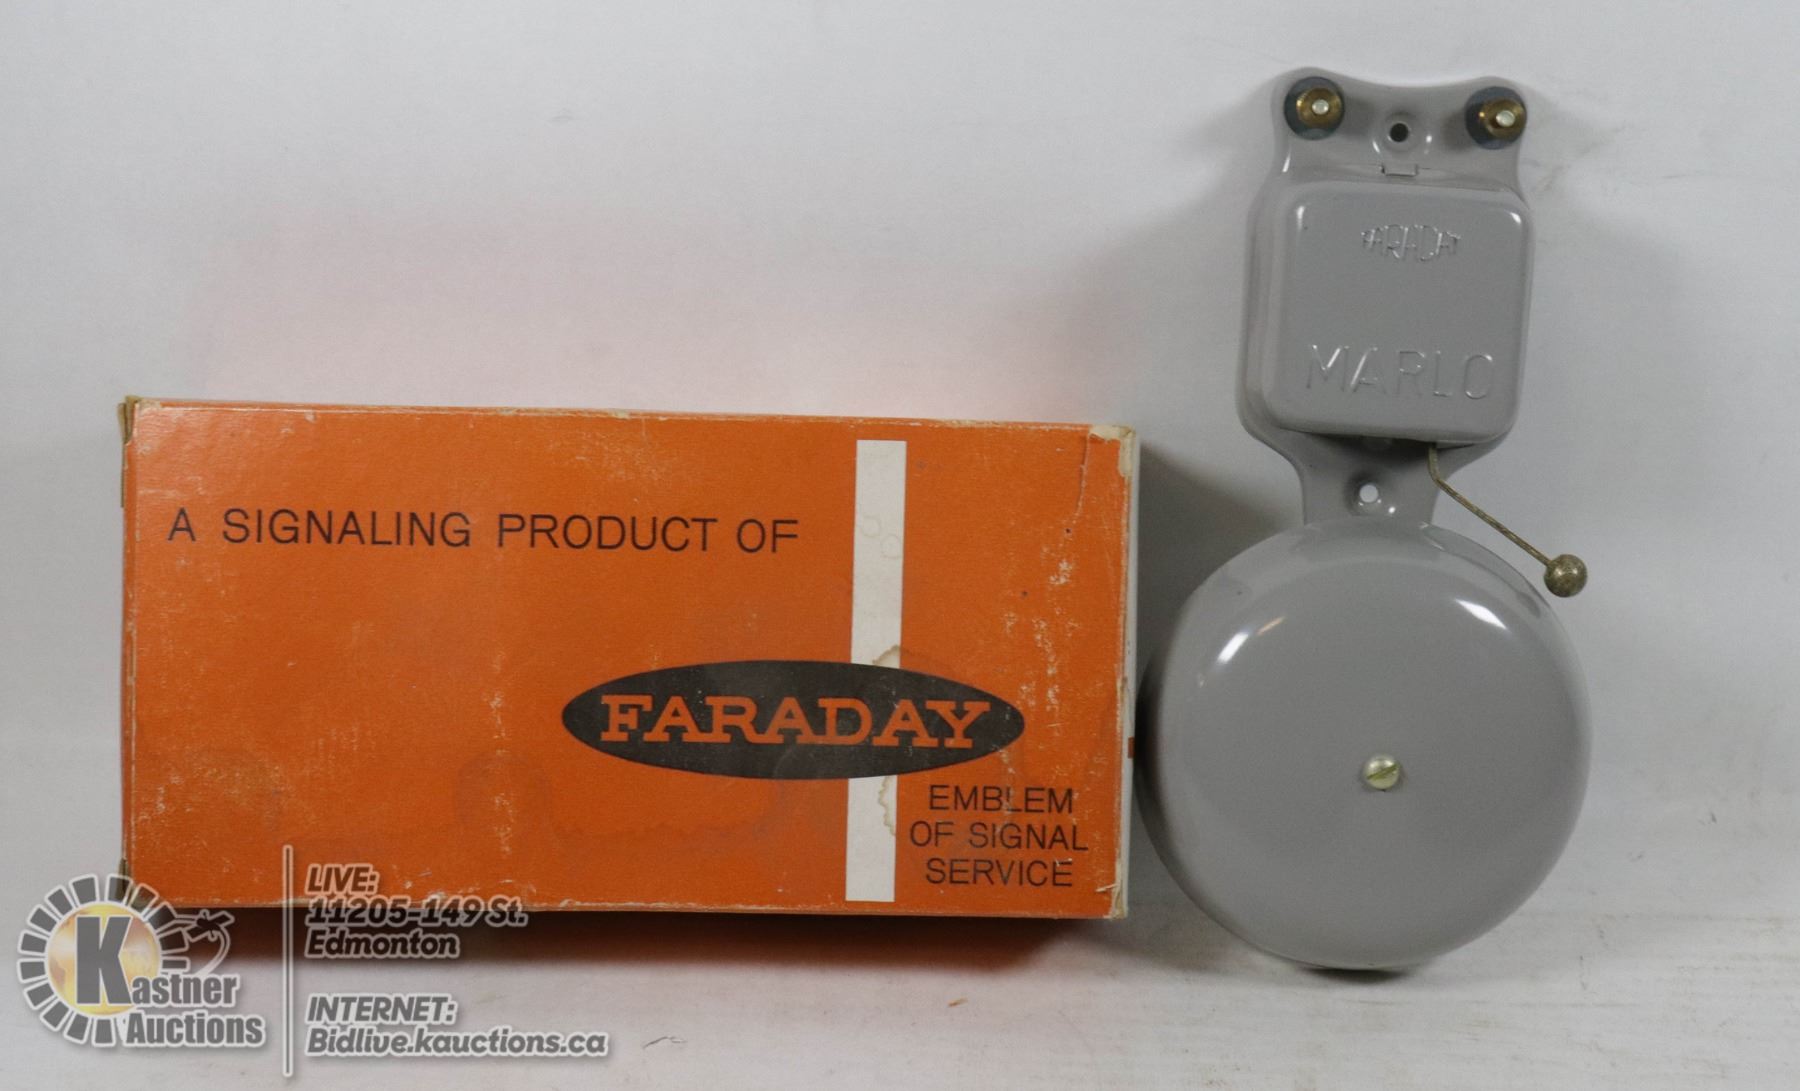 A SIGNALING PRODUCT OF
FARADAY
EMBLEM
OF SIGNAL
SERVICE
FARADAY
MARLO
Kastner
Auctions
LIVE:
11205-149 St.
Edmonton
INTERNET:
Bidlive.kauctions.ca